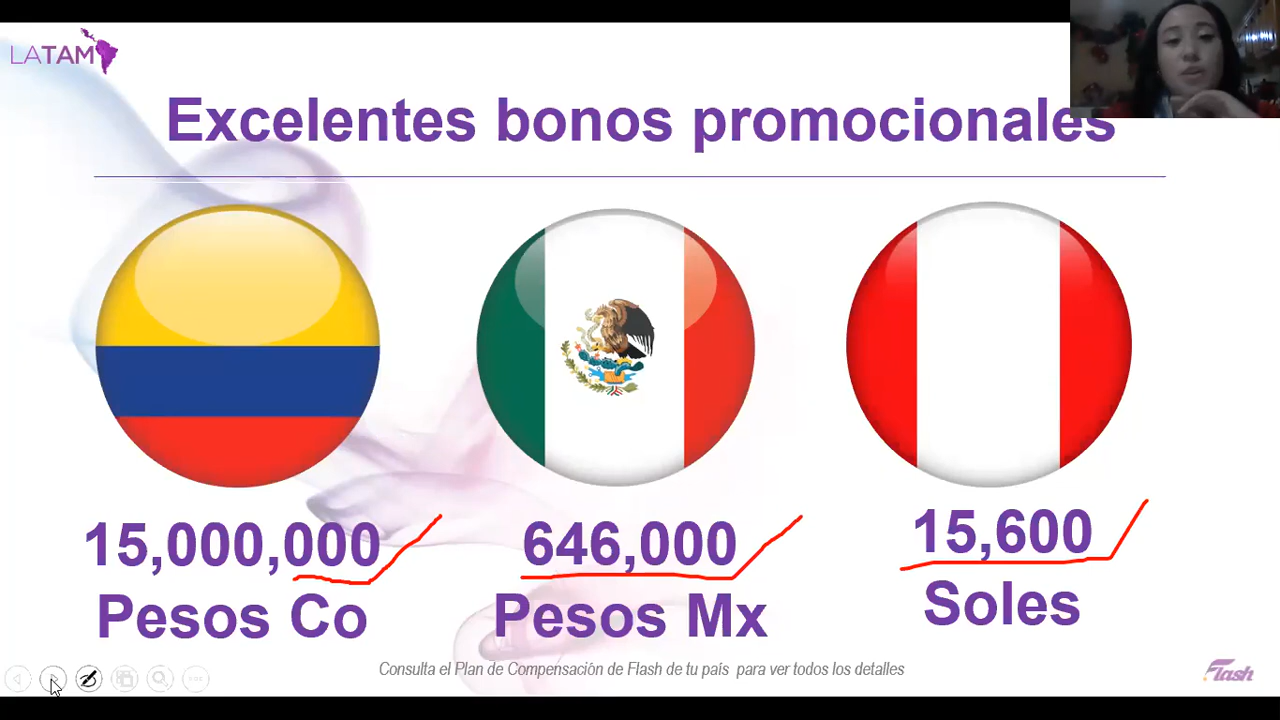 LATAM
Excelentes bonos promocionales
15,000,000
Pesos Co
646,000
Pesos Mx
15,600
Soles
Consulta el Plan de Compensación de Flash de tu país para ver todos los detalles
Flash